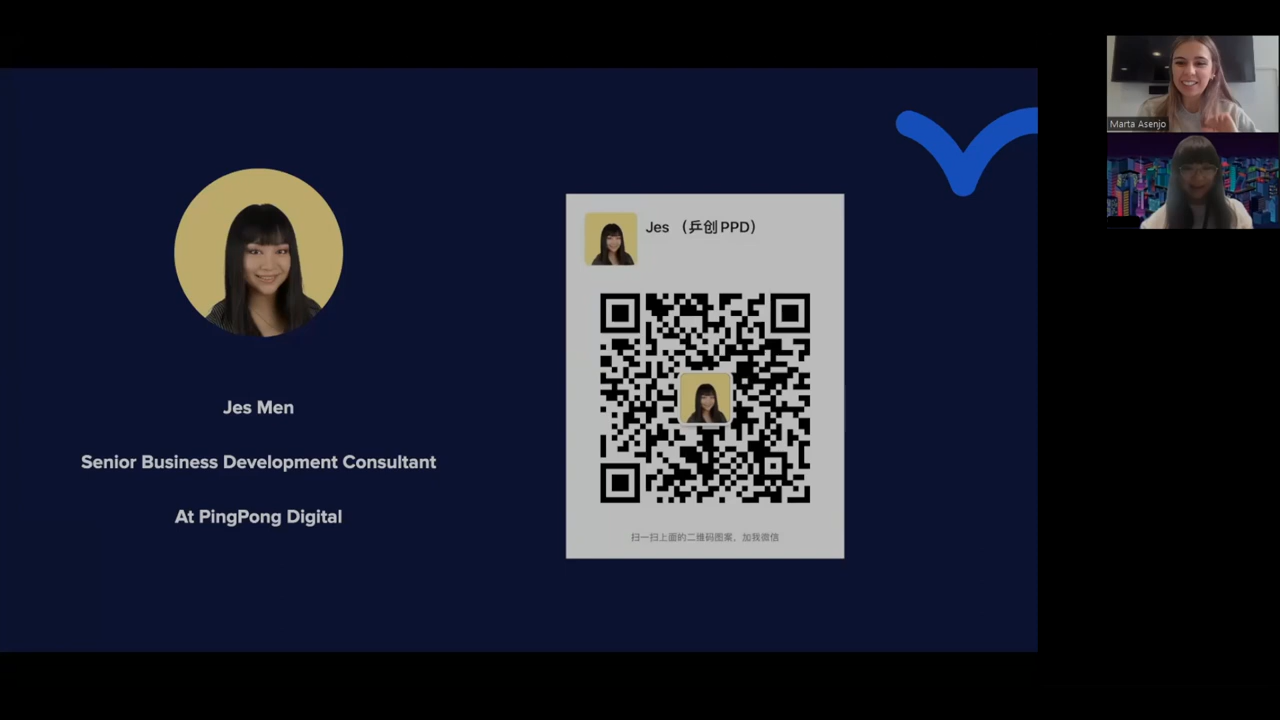 Jes Men
Senior Business Development Consultant
At PingPong Digital
Jes （乒创PPD）
扫一扫上面的二维码图案，加我微信
Marta Asenjo